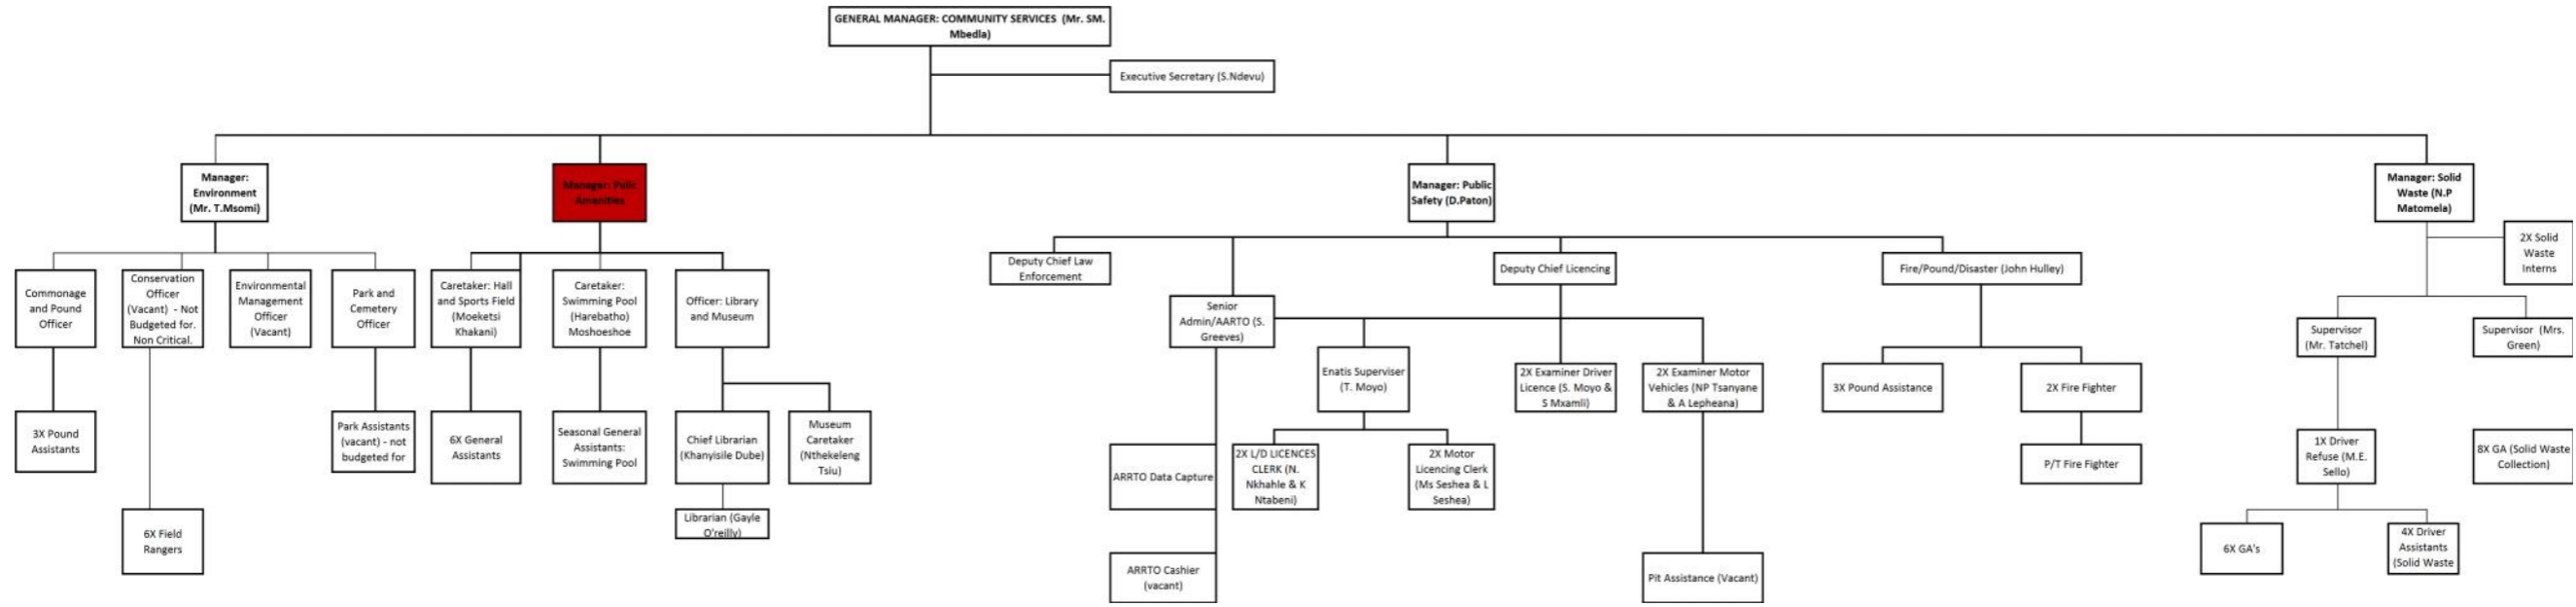 GENERAL MANAGER: COMMUNITY SERVICES (Mr. SM.
Mbedla)
Executive Secretary (S.Ndevu)
Manager:
Environment
(Mr. T.Msomi)
Manager: Pulic
Amenities
Manager: Public
Safety (D.Paton)
Manager: Solid
Waste (N.P
Matomela)
2X Solid
Waste
Interns
Commonage
and Pound
Officer
Conservation
Officer
(Vacant) - Not
Budgeted for.
Non Critical.
Environmental
Management
Officer
(Vacant)
Park and
Cemetery
Officer
Caretaker: Hall
and Sports Field
(Moeketsi
Khakani)
Caretaker:
Swimming Pool
(Harebatho)
Moshoeshoe
Officer: Library
and Museum
Deputy Chief Law
Enforcement
Senior
Admin/AARTO (S.
Greeves)
Deputy Chief Licencing
Fire/Pound/Disaster (John Hulley)
Supervisor
(Mr. Tatchel)
Supervisor (Mrs.
Green)
Enatis Superviser
(T. Moyo)
2X Examiner Driver
Licence (S. Moyo &
S Mxamli)
2X Examiner Motor
Vehicles (NP Tsanyane
& A Lepheana)
3X Pound Assistance
2X Fire Fighter
3X Pound
Assistants
Park Assistants
(vacant) - not
budgeted for
6X General
Assistants
Seasonal General
Assistants:
Swimming Pool
Chief Librarian
(Khanyisile Dube)
Museum
Caretaker
(Nthekeleng
Tsiu)
ARRTO Data Capture
2X L/D LICENCES
CLERK (N.
Nkhahle & K
Ntabeni)
2X Motor
Licencing Clerk
(Ms Seshea & L
Seshea)
P/T Fire Fighter
1X Driver
Refuse (M.E.
Sello)
8X GA (Solid Waste
Collection)
6X Field
Rangers
Librarian (Gayle
O'reilly)
ARRTO Cashier
(vacant)
Pit Assistance (Vacant)
6X GA's
4X Driver
Assistants
(Solid Waste